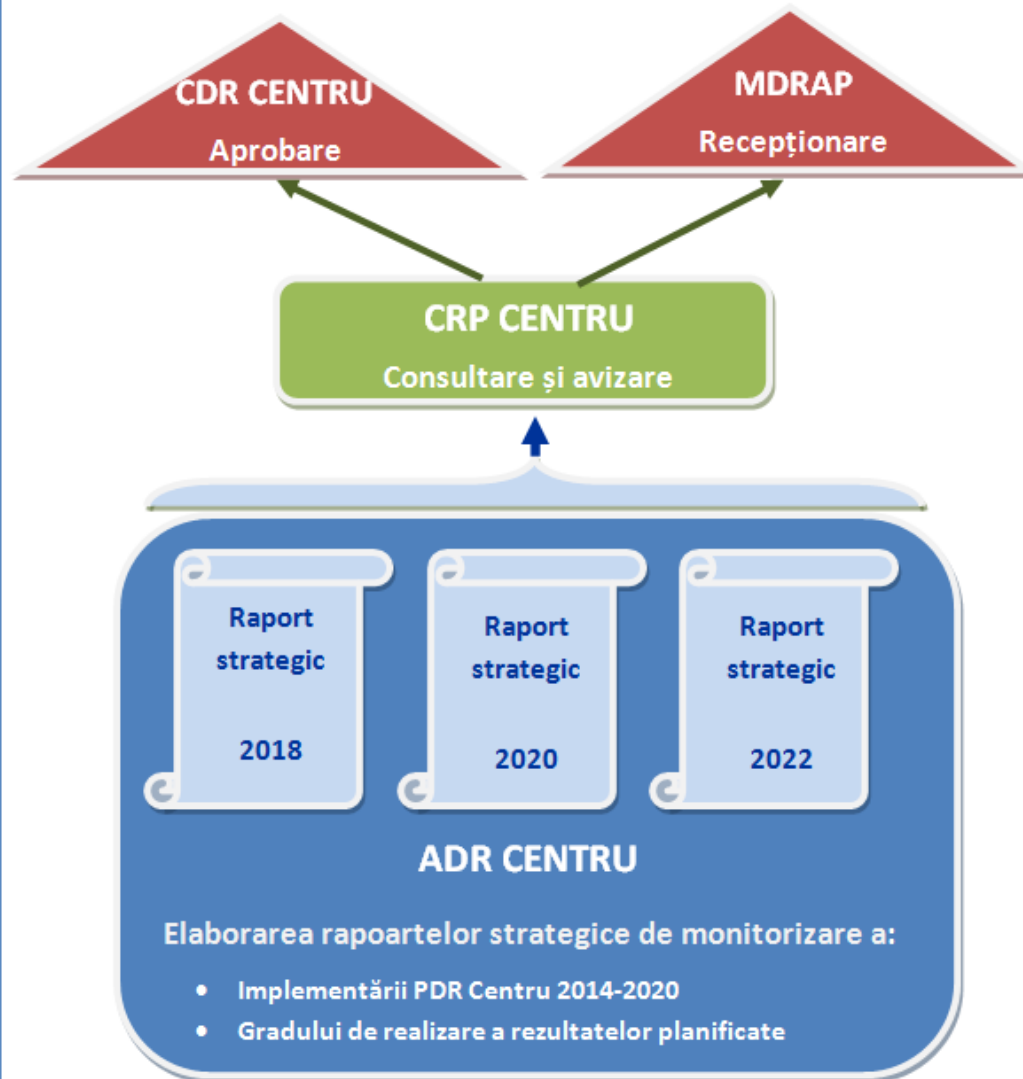 CDR CENTRU
Aprobare
MDRAP
Recepționare
CRP CENTRU
Consultare și avizare
Raport
strategic
2018
Raport
strategic
2020
Raport
strategic
2022
ADR CENTRU
Elaborarea rapoartelor strategice de monitorizare a:
• Implementării PDR Centru 2014-2020
• Gradului de realizare a rezultatelor planificate